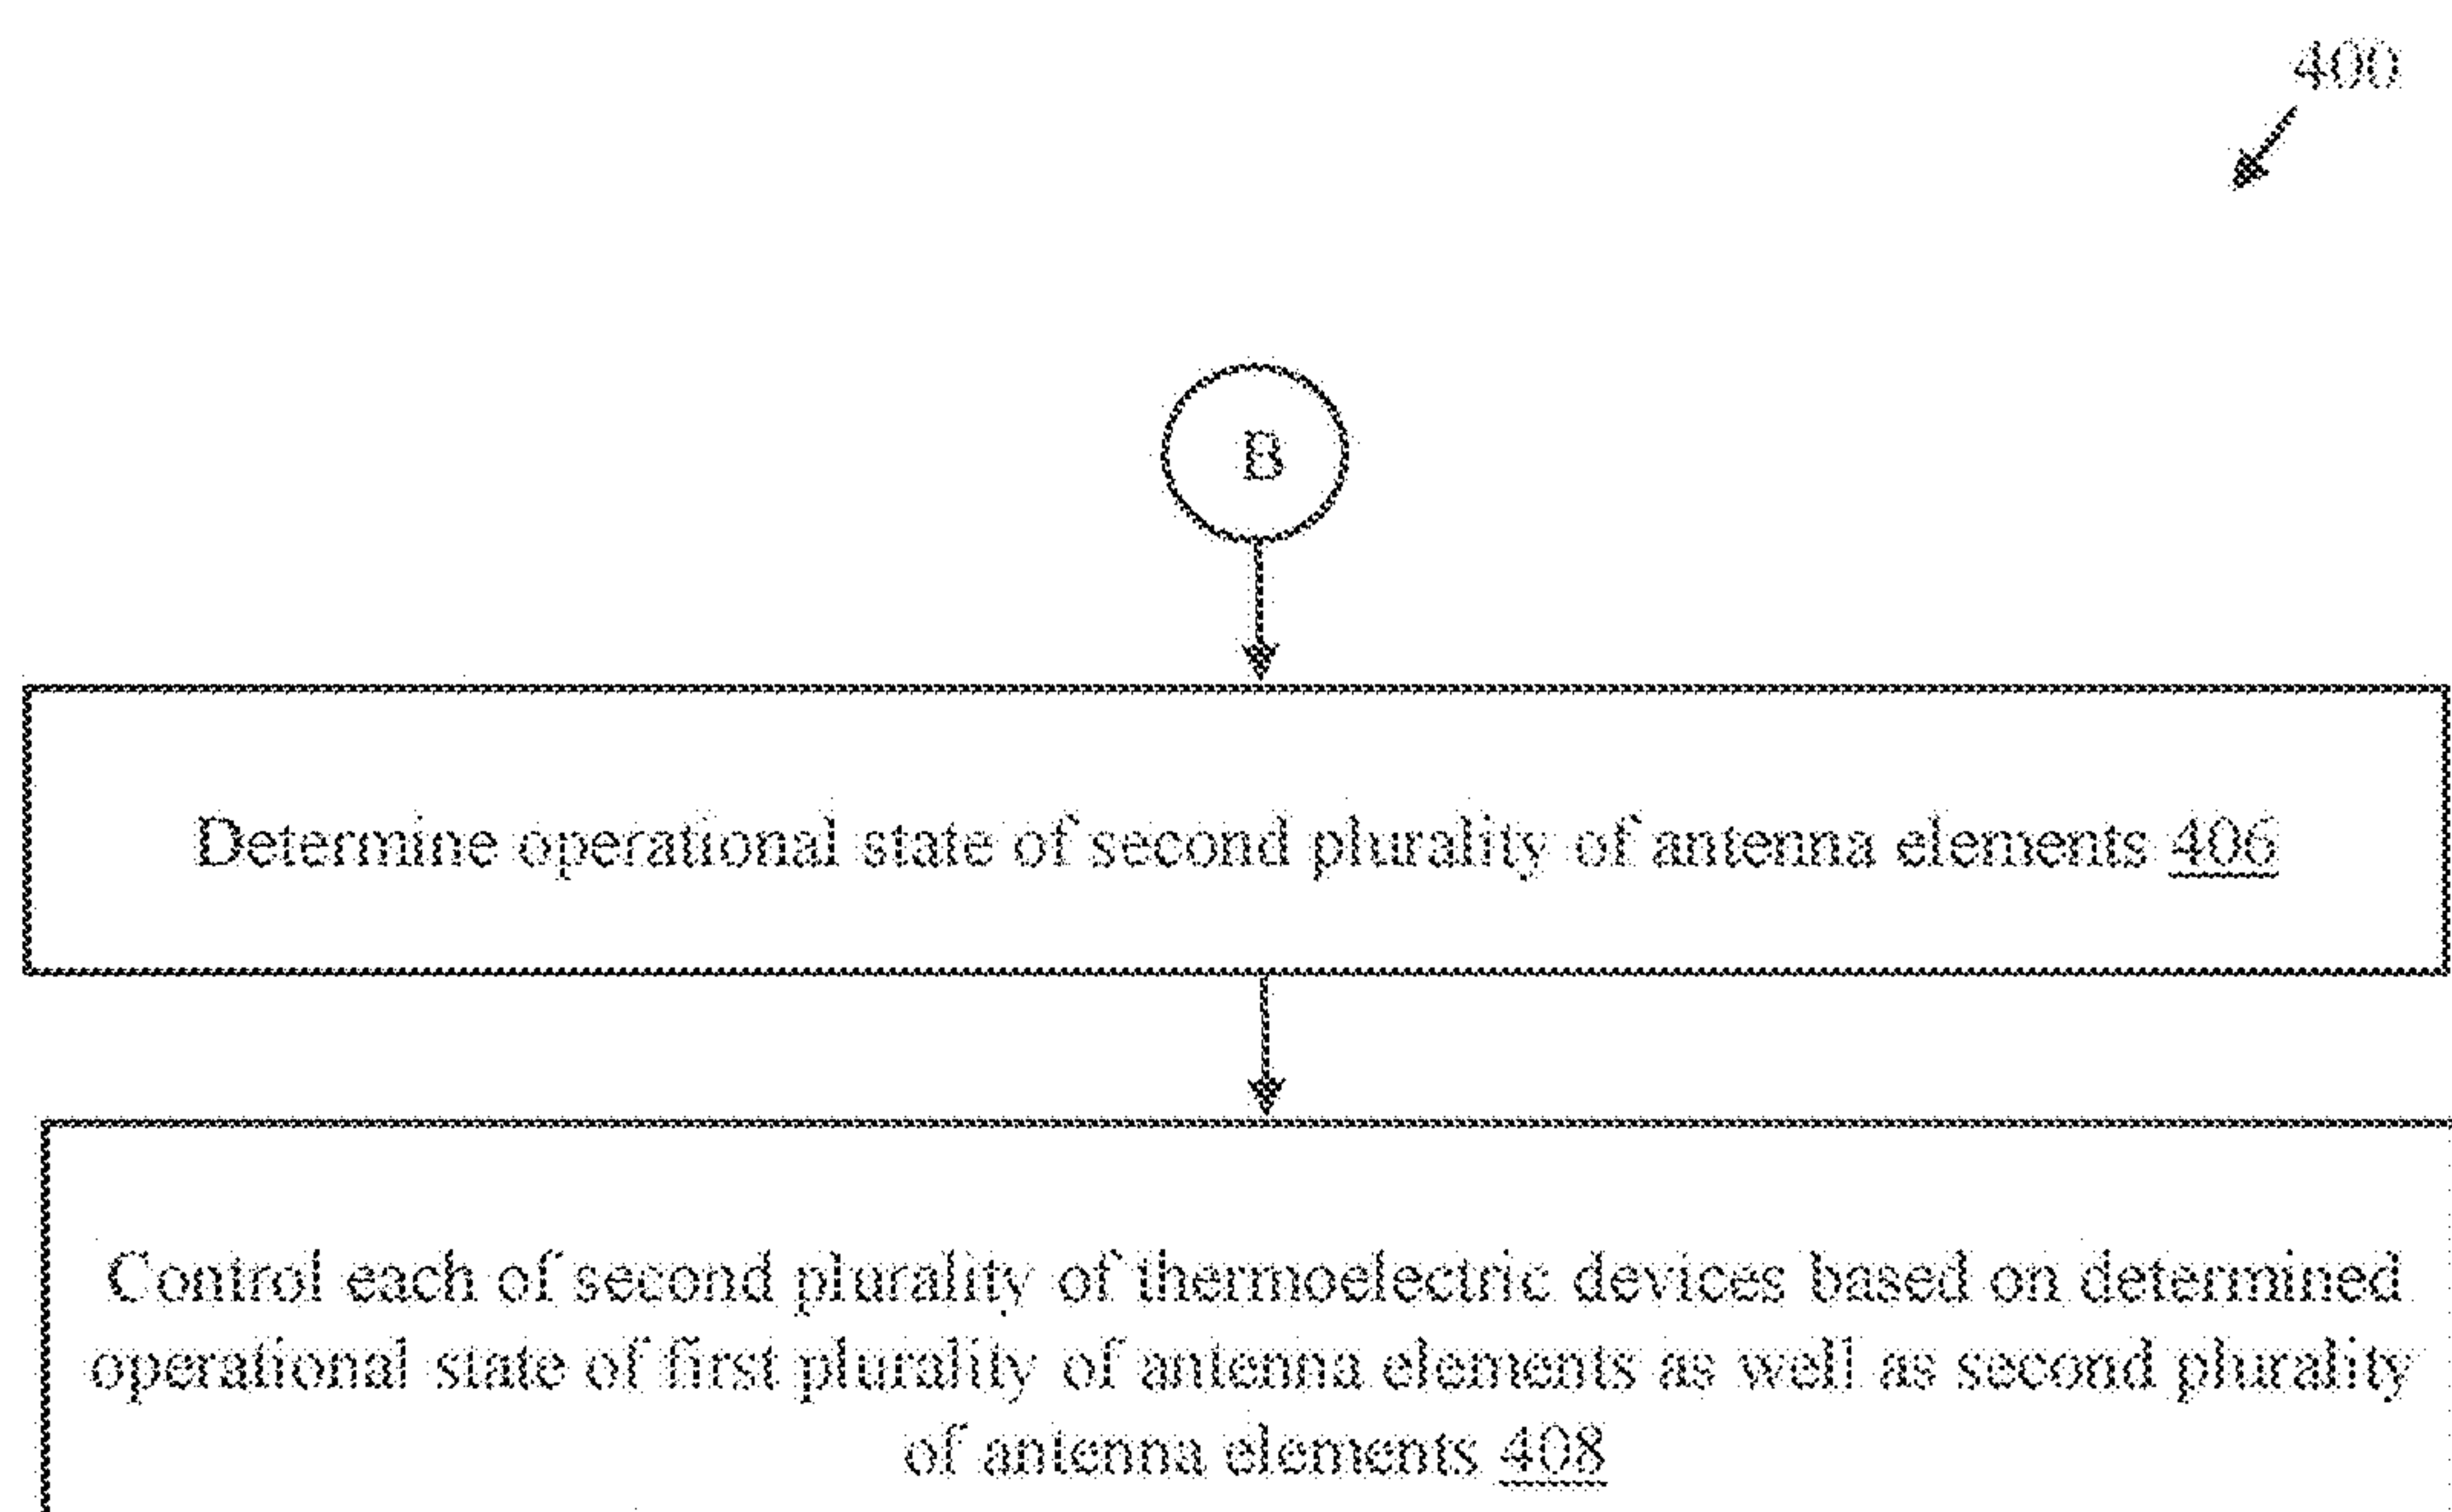 400
B
Determine operational state of second plurality of antenna elements 406
Control each of second plurality of thermoelectric devices based on determined
operational state of first plurality of antenna elements as well as second plurality
of antenna elements 408